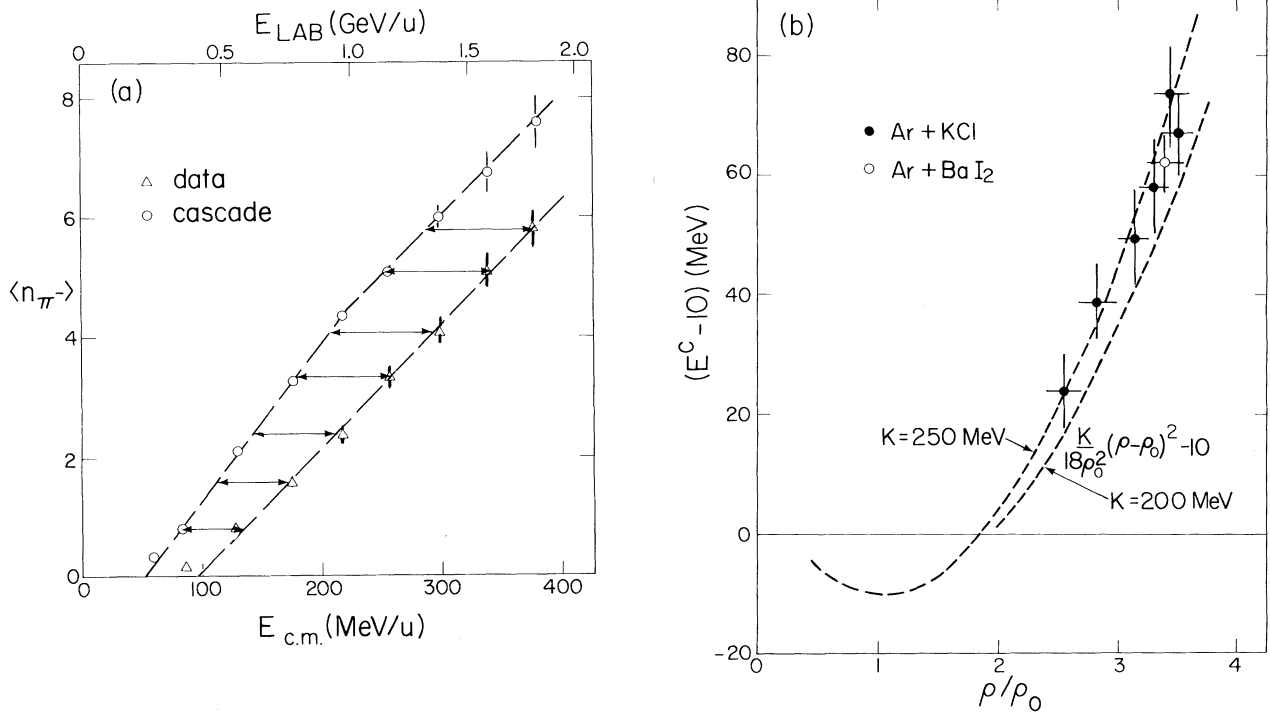 E_LAB (GeV/u)
0 0.5 1.0 1.5 2.0
(a)
8
△ data
○ cascade
6
⟨n_π⁻⟩
4
2
0
100 200 300 400
E_c.m. (MeV/u)
(b)
80
● Ar + KCl
○ Ar + Ba I₂
60
(E^C -10) (MeV)
40
20
K = 250 MeV
K/18ρ₀² (ρ-ρ₀)² -10
K = 200 MeV
0
-20
0 1 2 3 4
ρ/ρ₀